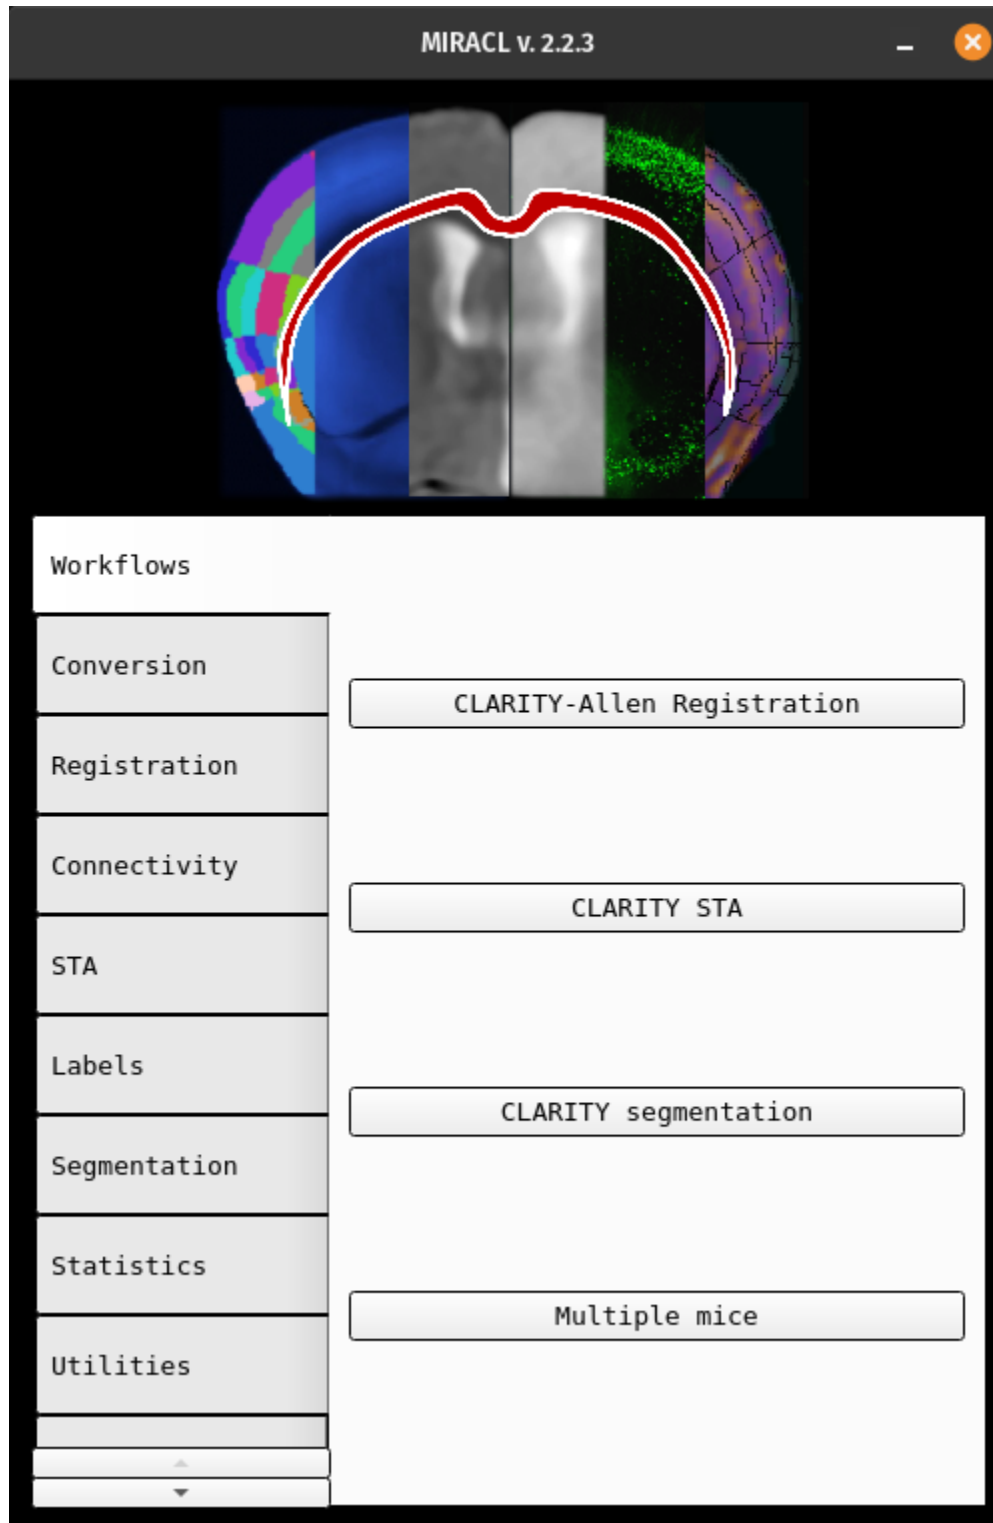 MIRACL v. 2.2.3
Workflows
Conversion
Registration
Connectivity
STA
Labels
Segmentation
Statistics
Utilities
CLARITY-Allen Registration
CLARITY STA
CLARITY segmentation
Multiple mice